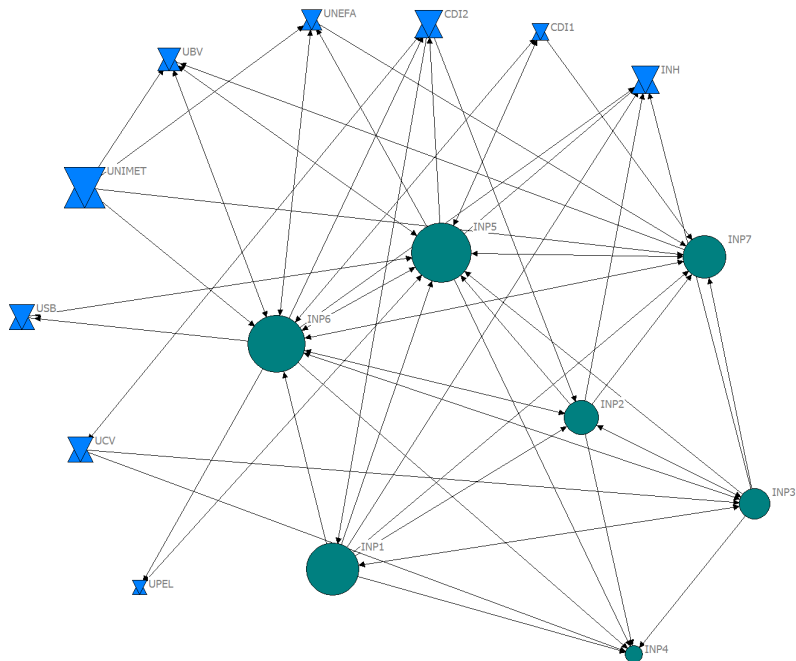 UNEFA
CDI2
CDI1
UBV
INH
UNIMET
INP5
INP7
USB
INP6
INP2
UCV
INP3
INP1
UPEL
INP4